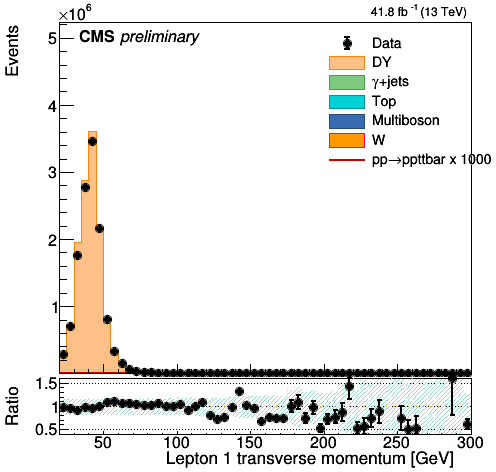 ×10⁶
41.8 fb⁻¹ (13 TeV)
CMS preliminary
Events
5
4
3
2
1
Data
DY
γ+jets
Top
Multiboson
W
pp→ppttbar x 1000
Ratio
1.5
1
0.5
50 100 150 200 250 300
Lepton 1 transverse momentum [GeV]